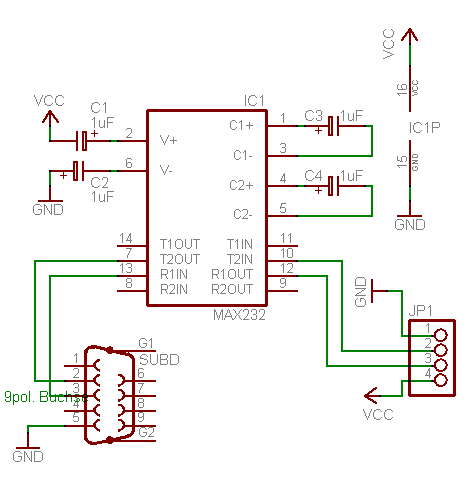 VCC
VCC
C1
1uF
IC1
C3
1uF
16
VCC
2
V+
C1+
1
IC1P
C1-
3
15
GND
6
V-
C2+
4
C4
1uF
C2
1uF
C2-
5
GND
GND
14
T1OUT
T1IN
11
7
T2OUT
T2IN
10
13
R1IN
R1OUT
12
8
R2IN
R2OUT
9
GND
MAX232
JP1
1
2
3
4
VCC
G1
SUBD
1
2
6
9pol. Buchse
3
7
4
8
5
9
G2
GND